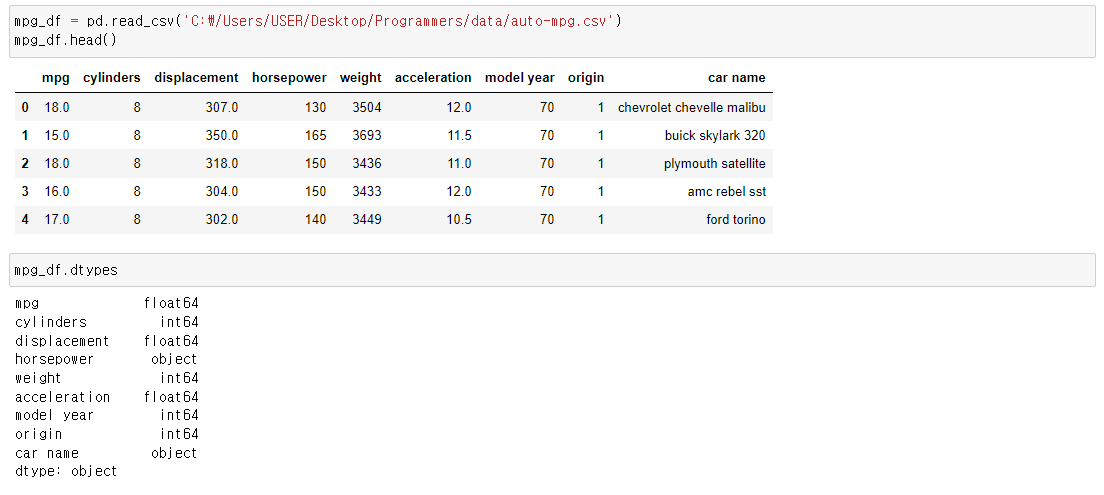 mpg_df = pd.read_csv('C:₩/Users/USER/Desktop/Programmers/data/auto-mpg.csv')
mpg_df.head()
mpg cylinders displacement horsepower weight acceleration model year origin car name
0 18.0 8 307.0 130 3504 12.0 70 1 chevrolet chevelle malibu
1 15.0 8 350.0 165 3693 11.5 70 1 buick skylark 320
2 18.0 8 318.0 150 3436 11.0 70 1 plymouth satellite
3 16.0 8 304.0 150 3433 12.0 70 1 amc rebel sst
4 17.0 8 302.0 140 3449 10.5 70 1 ford torino
mpg_df.dtypes
mpg float64
cylinders int64
displacement float64
horsepower object
weight int64
acceleration float64
model year int64
origin int64
car name object
dtype: object